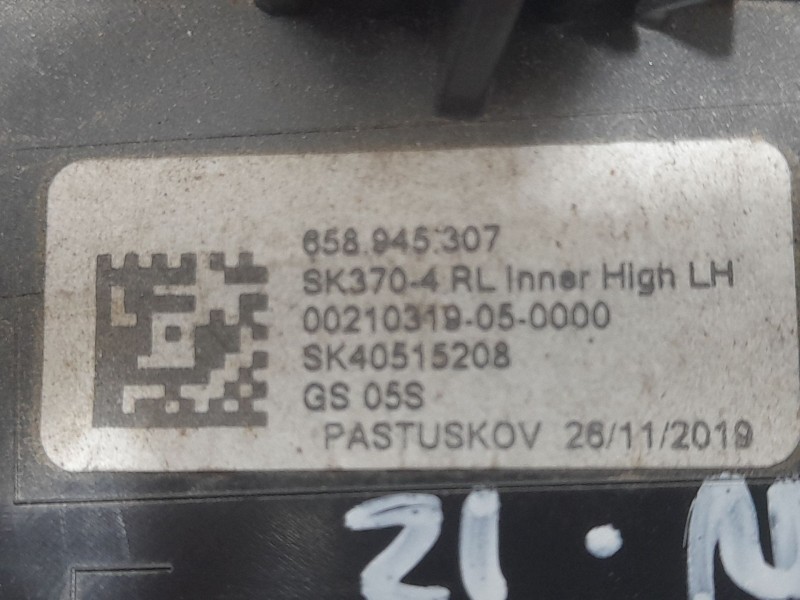 658.945.307
SK370-4 RL Inner High LH
00210319-05-0000
SK40515208
GS 05S
PASTUSKOV 26/11/2019